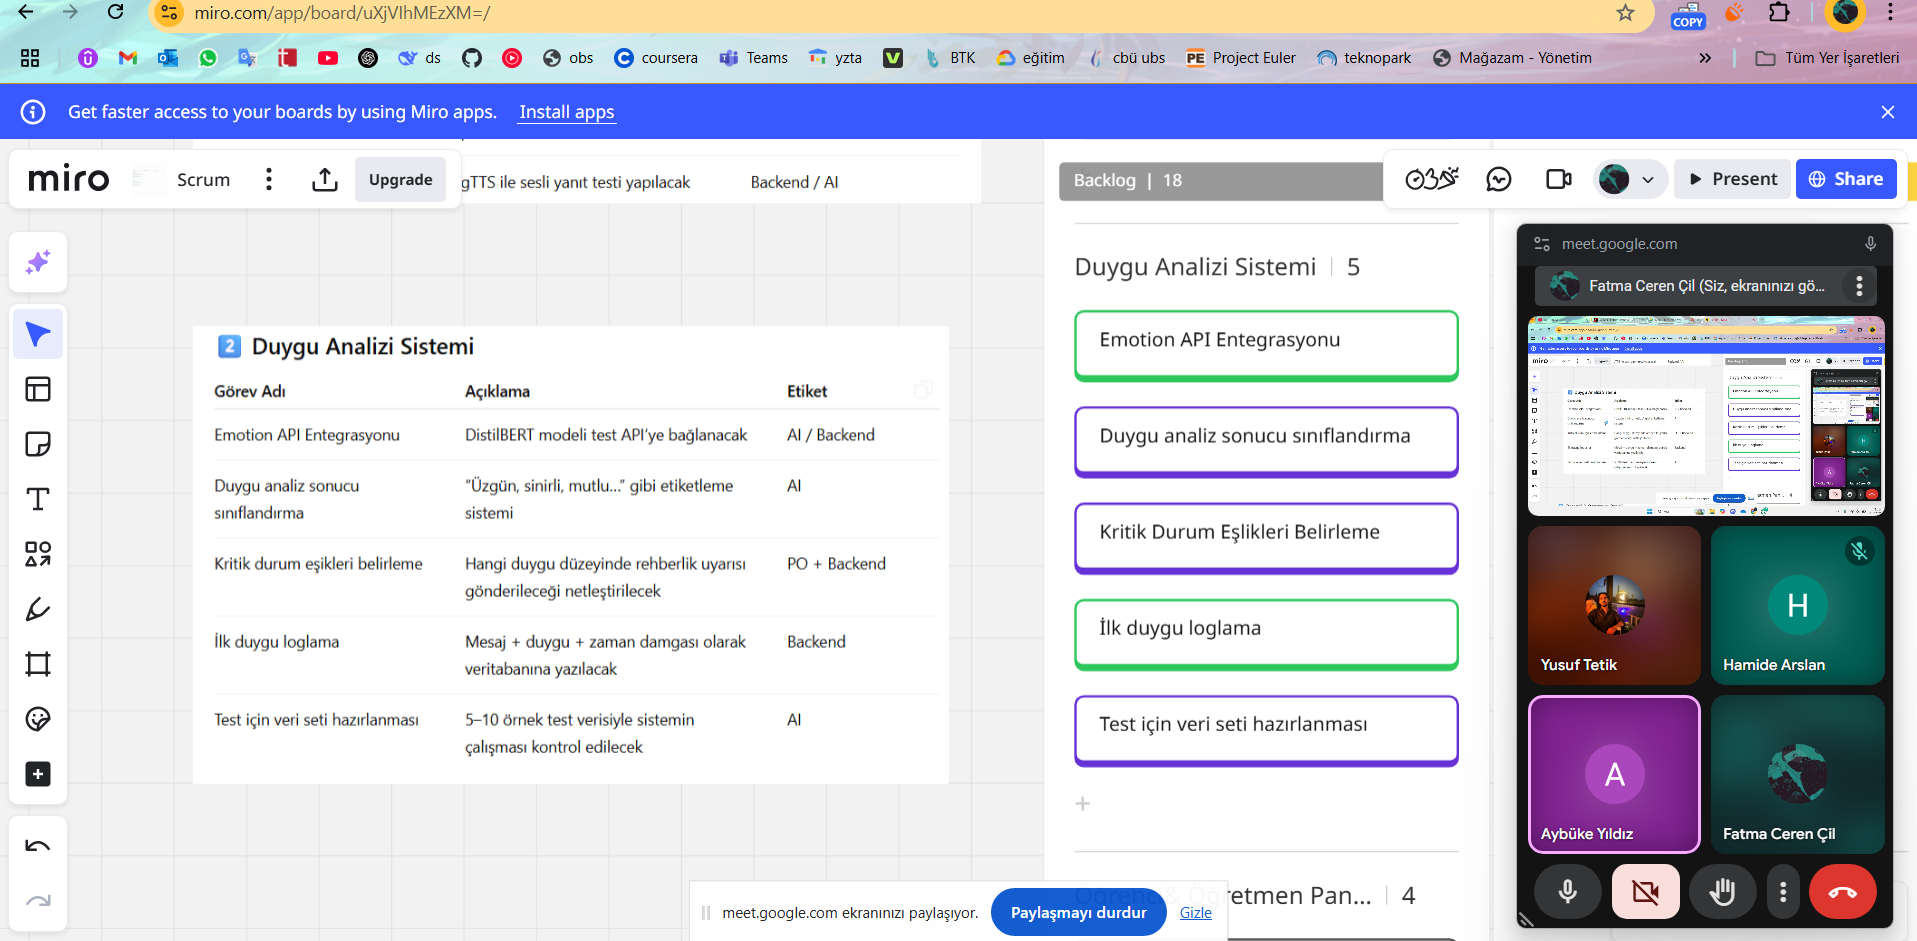 miro.com/app/board/uXjVIhMEzXM=/
COPY
ds
obs
coursera
Teams
yzta
BTK
eğitim
cbü ubs
PE
Project Euler
teknopark
Mağazam - Yönetim
Tüm Yer İşaretleri
Get faster access to your boards by using Miro apps.
Install apps
miro
Scrum
Upgrade
gTTS ile sesli yanıt testi yapılacak
Backend / AI
Backlog | 18
Present
Share
2 Duygu Analizi Sistemi
Görev Adı
Açıklama
Etiket
Emotion API Entegrasyonu
DistilBERT modeli test API’ye bağlanacak
AI / Backend
Duygu analiz sonucu
sınıflandırma
“Üzgün, sinirli, mutlu...” gibi etiketleme
sistemi
AI
Kritik durum eşikleri belirleme
Hangi duygu düzeyinde rehberlik uyarısı
gönderileceği netleştirilecek
PO + Backend
İlk duygu loglama
Mesaj + duygu + zaman damgası olarak
veritabanına yazılacak
Backend
Test için veri seti hazırlanması
5–10 örnek test verisiyle sistemin
çalışması kontrol edilecek
AI
Duygu Analizi Sistemi | 5
Emotion API Entegrasyonu
Duygu analiz sonucu sınıflandırma
Kritik Durum Eşlikleri Belirleme
İlk duygu loglama
Test için veri seti hazırlanması
Öğrenci & Öğretmen Pan... | 4
meet.google.com
Fatma Ceren Çil (Siz, ekranınızı gö...
Yusuf Tetik
H
Hamide Arslan
A
Aybüke Yıldız
Fatma Ceren Çil
meet.google.com ekranınızı paylaşıyor.
Paylaşmayı durdur
Gizle